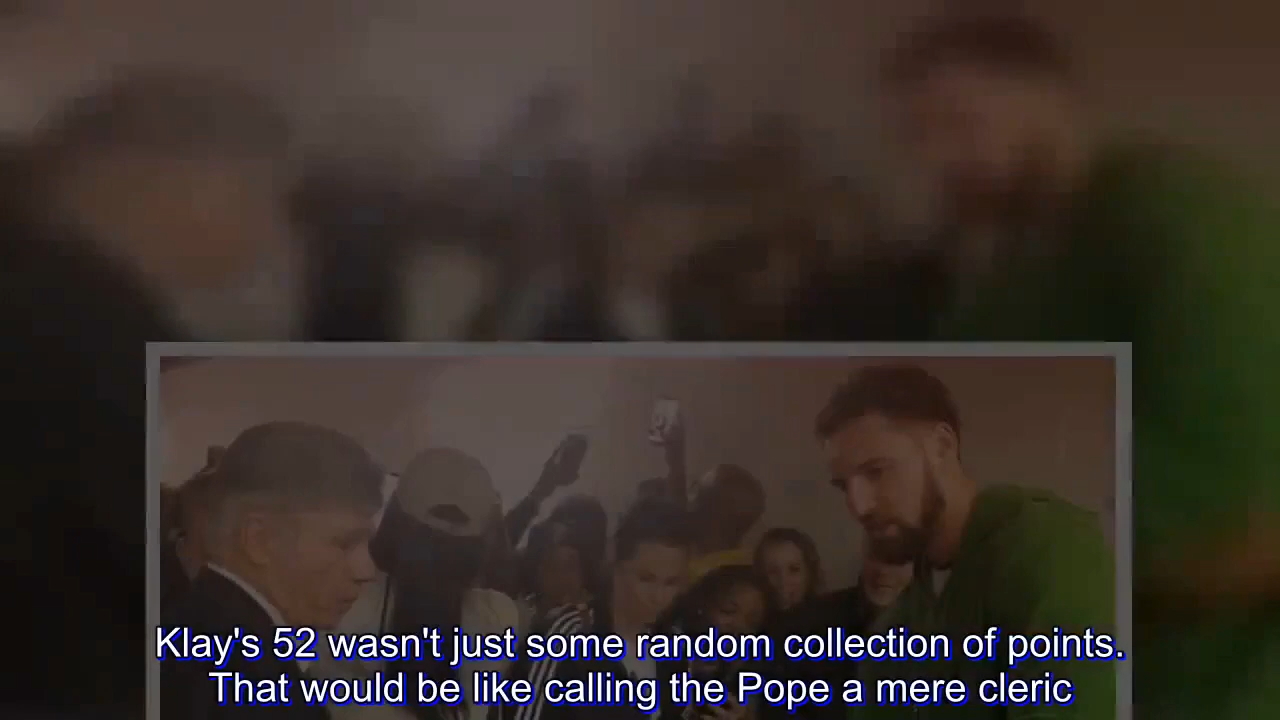 Klay's 52 wasn't just some random collection of points.
That would be like calling the Pope a mere cleric